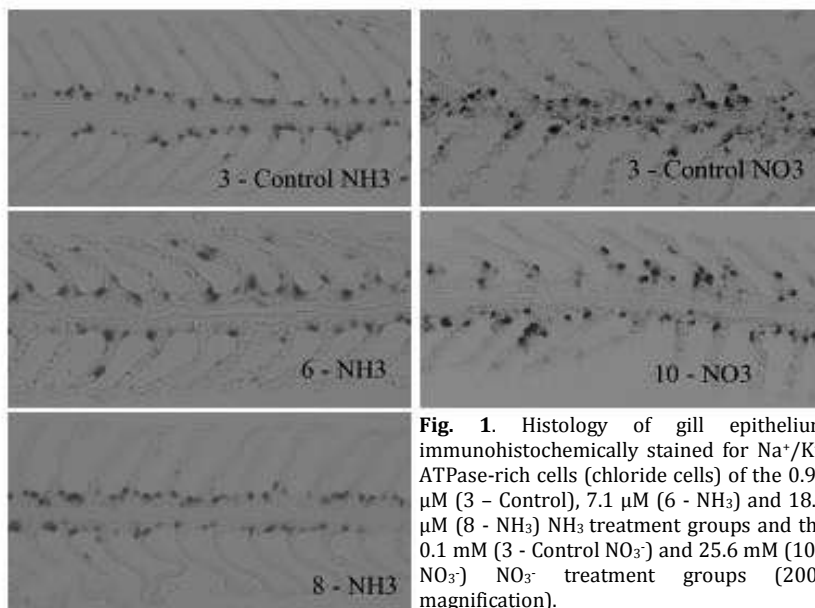 3 - Control NH3
3 - Control NO3
6 - NH3
10 - NO3
8 - NH3
Fig. 1. Histology of gill epithelium
immunohistochemically stained for Na⁺/K
ATPase-rich cells (chloride cells) of the 0.9
µM (3 – Control), 7.1 µM (6 - NH₃) and 18.
µM (8 - NH₃) NH₃ treatment groups and th
0.1 mM (3 - Control NO₃⁻) and 25.6 mM (10
NO₃⁻) NO₃⁻ treatment groups (200
magnification).